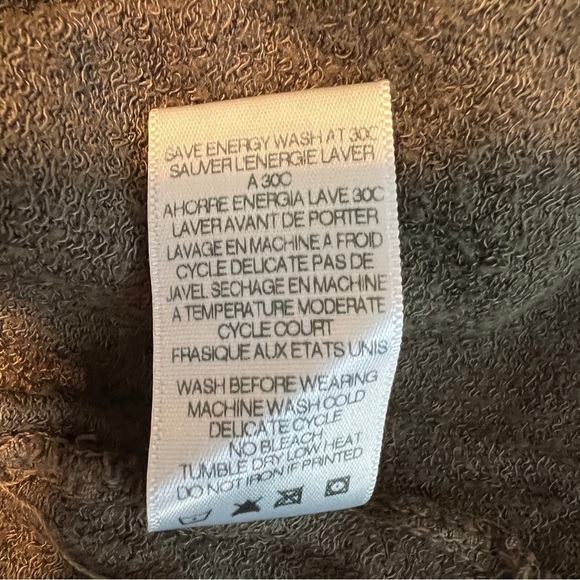 SAVE ENERGY WASH AT 30C
SAUVER L'ENERGIE LAVER
A 30C
AHORRE ENERGIA LAVE 30C
LAVER AVANT DE PORTER
LAVAGE EN MACHINE A FROID
CYCLE DELICATE PAS DE
JAVEL SECHAGE EN MACHINE
A TEMPERATURE MODERATE
CYCLE COURT
FRASIQUE AUX ETATS UNIS
WASH BEFORE WEARING
MACHINE WASH COLD
DELICATE CYCLE
NO BLEACH
TUMBLE DRY LOW HEAT
DO NOT IRON IF PRINTED